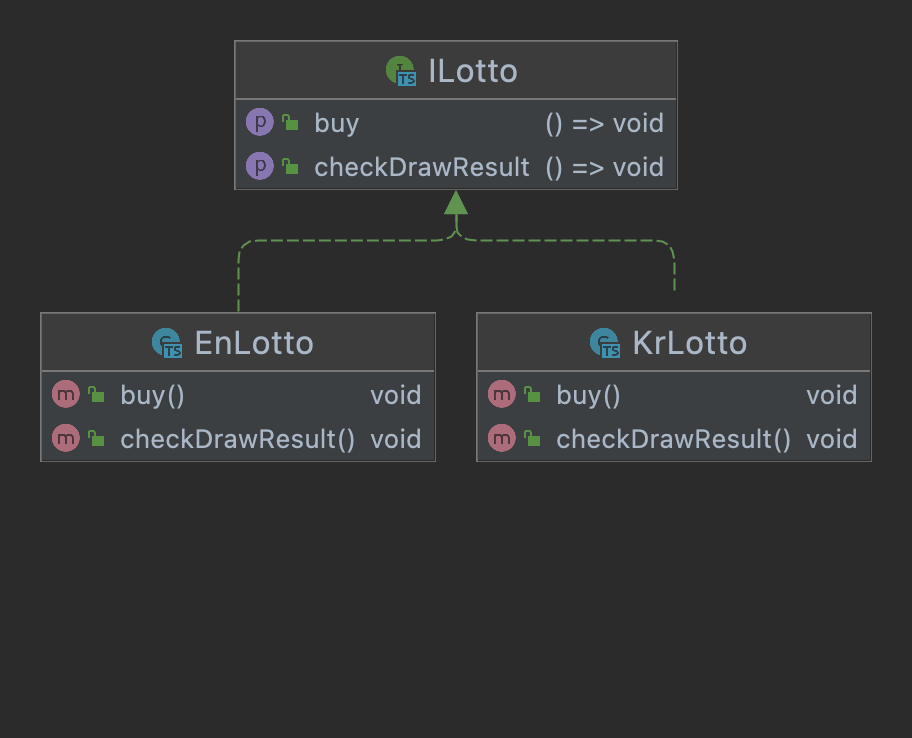 I TS ILotto
p buy () => void
p checkDrawResult () => void
C TS EnLotto
m buy() void
m checkDrawResult() void
C TS KrLotto
m buy() void
m checkDrawResult() void